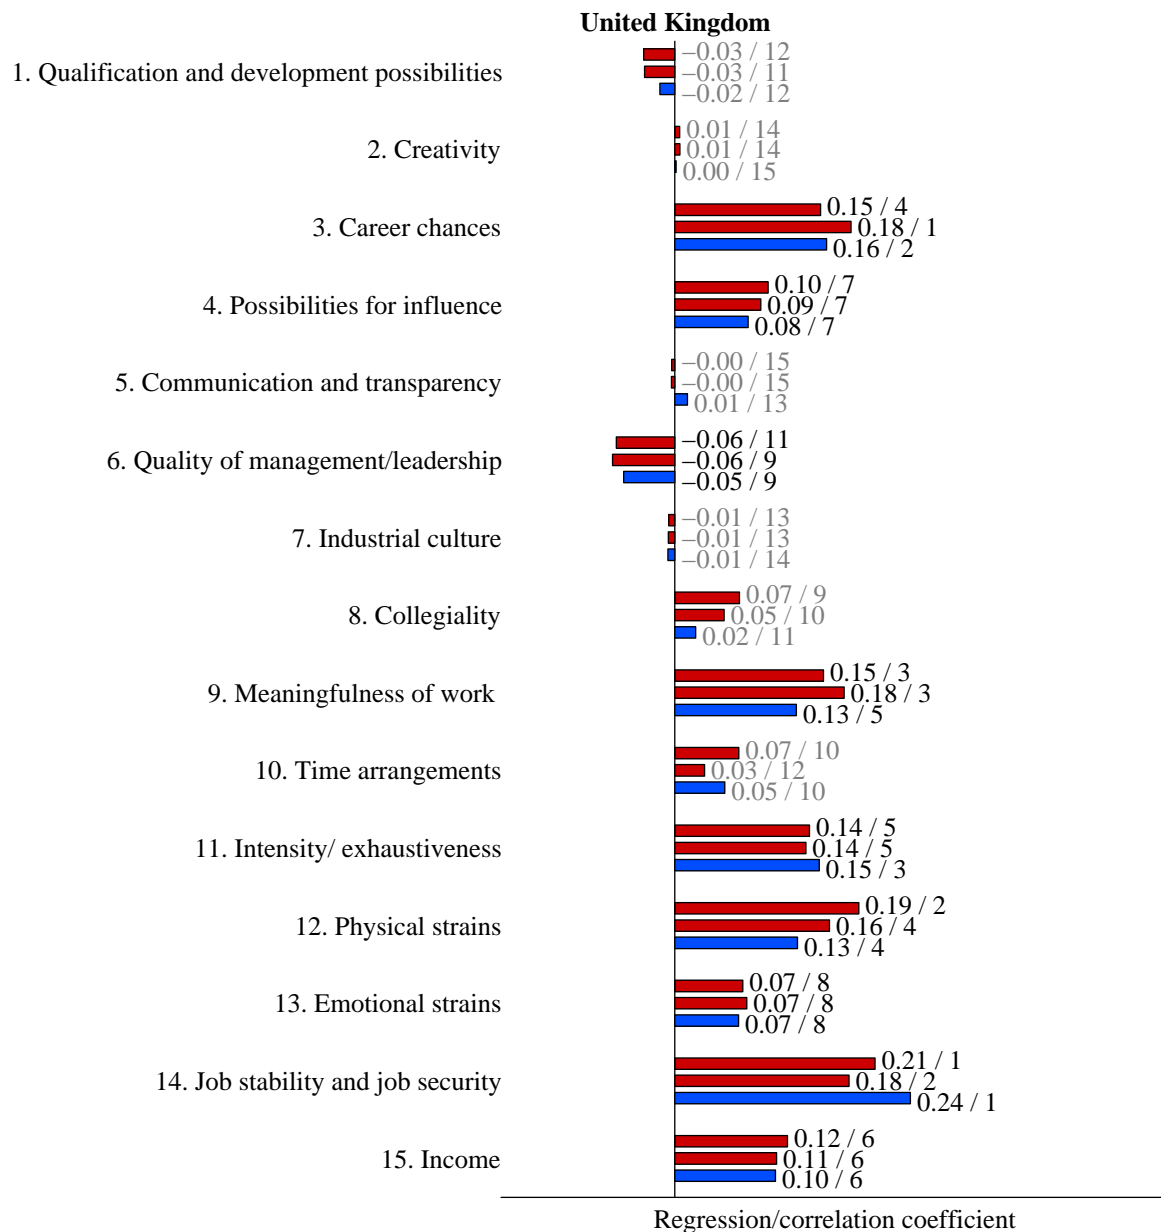 United Kingdom
–0.03 / 12
1. Qualification and development possibilities
–0.03 / 11
–0.02 / 12
0.01 / 14
2. Creativity
0.01 / 14
0.00 / 15
0.15 / 4
3. Career chances
0.18 / 1
0.16 / 2
0.10 / 7
4. Possibilities for influence
0.09 / 7
0.08 / 7
–0.00 / 15
5. Communication and transparency
–0.00 / 15
0.01 / 13
–0.06 / 11
6. Quality of management/leadership
–0.06 / 9
–0.05 / 9
–0.01 / 13
7. Industrial culture
–0.01 / 13
–0.01 / 14
0.07 / 9
8. Collegiality
0.05 / 10
0.02 / 11
0.15 / 3
9. Meaningfulness of work
0.18 / 3
0.13 / 5
0.07 / 10
10. Time arrangements
0.03 / 12
0.05 / 10
0.14 / 5
11. Intensity/ exhaustiveness
0.14 / 5
0.15 / 3
0.19 / 2
12. Physical strains
0.16 / 4
0.13 / 4
0.07 / 8
13. Emotional strains
0.07 / 8
0.07 / 8
0.21 / 1
14. Job stability and job security
0.18 / 2
0.24 / 1
0.12 / 6
15. Income
0.11 / 6
0.10 / 6
Regression/correlation coefficient